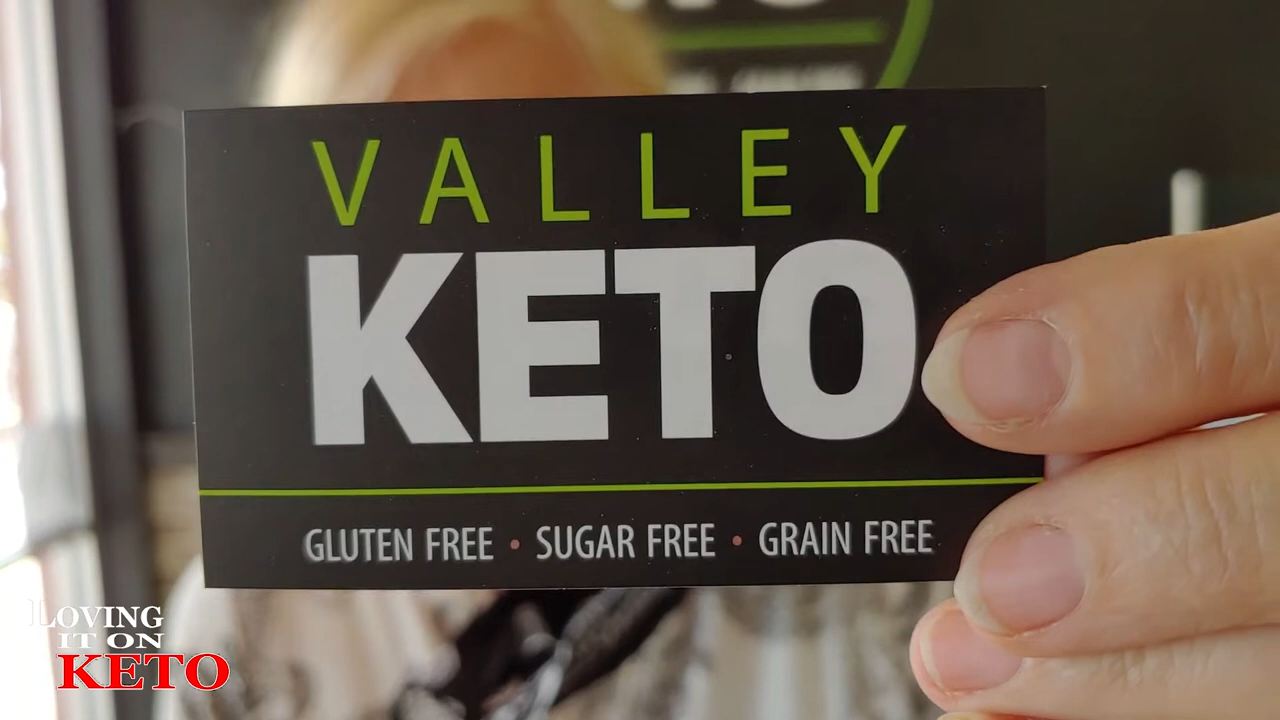 VALLEY
KETO
GLUTEN FREE • SUGAR FREE • GRAIN FREE
LOVING
IT ON
KETO